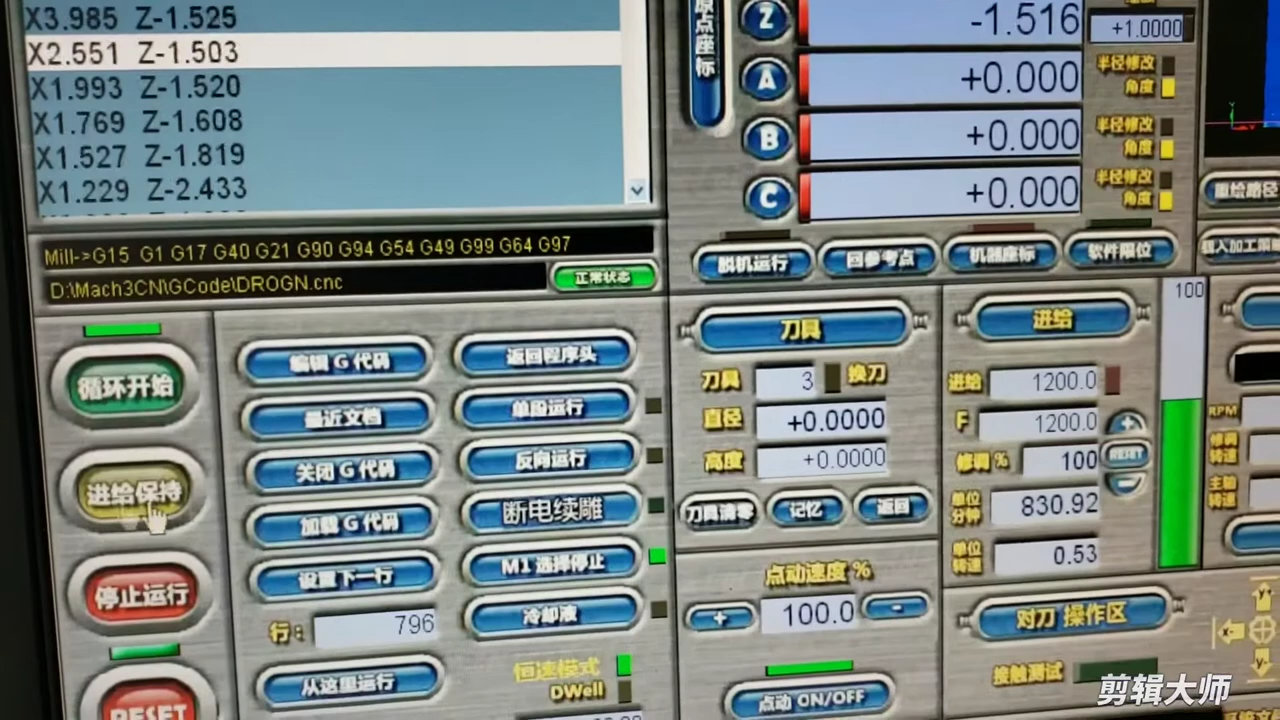 X3.985 Z-1.525
X2.551 Z-1.503
X1.993 Z-1.520
X1.769 Z-1.608
X1.527 Z-1.819
X1.229 Z-2.433
原点座标
Z -1.516 +1.0000
A +0.000 半径修改 角度
B +0.000 半径修改 角度
C +0.000 半径修改 角度
重绘路径
Mill->G15 G1 G17 G40 G21 G90 G94 G54 G49 G99 G64 G97
脱机运行 回参考点 机器座标 软件限位
D:\Mach3CN\GCode\DROGN.cnc 正常状态
循环开始
进给保持
停止运行
RESET
编辑 G 代码 返回程序头
最近文档 单段运行
关闭 G 代码 反向运行
加载 G 代码 断电续雕
设置下一行 M1 选择停止
行: 796 冷却液
从这里运行 恒速模式
DWell
刀具
刀具 3 换刀
直径 +0.0000
高度 +0.0000
刀具清零 记忆 返回
点动速度 %
+ 100.0 -
点动 ON/OFF
进给 100
进给 1200.0
F 1200.0 +
修调 % 100 RESET
单位分钟 830.92 -
单位转速 0.53
对刀 操作区
接触测试
RPM
修调转速
主轴转速
Y+
X-
Y-
剪辑大师